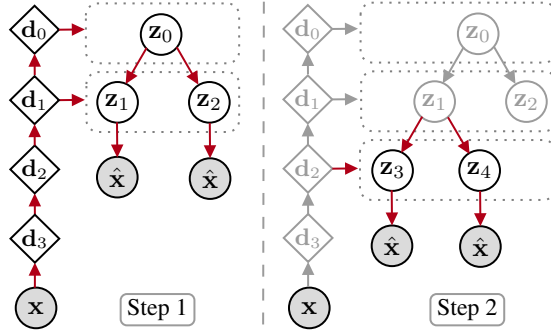 d₀ z₀
d₁ z₁ z₂
d₂ x̂ x̂
d₃
x Step 1
d₀ z₀
d₁ z₁ z₂
d₂ z₃ z₄
d₃ x̂ x̂
x Step 2